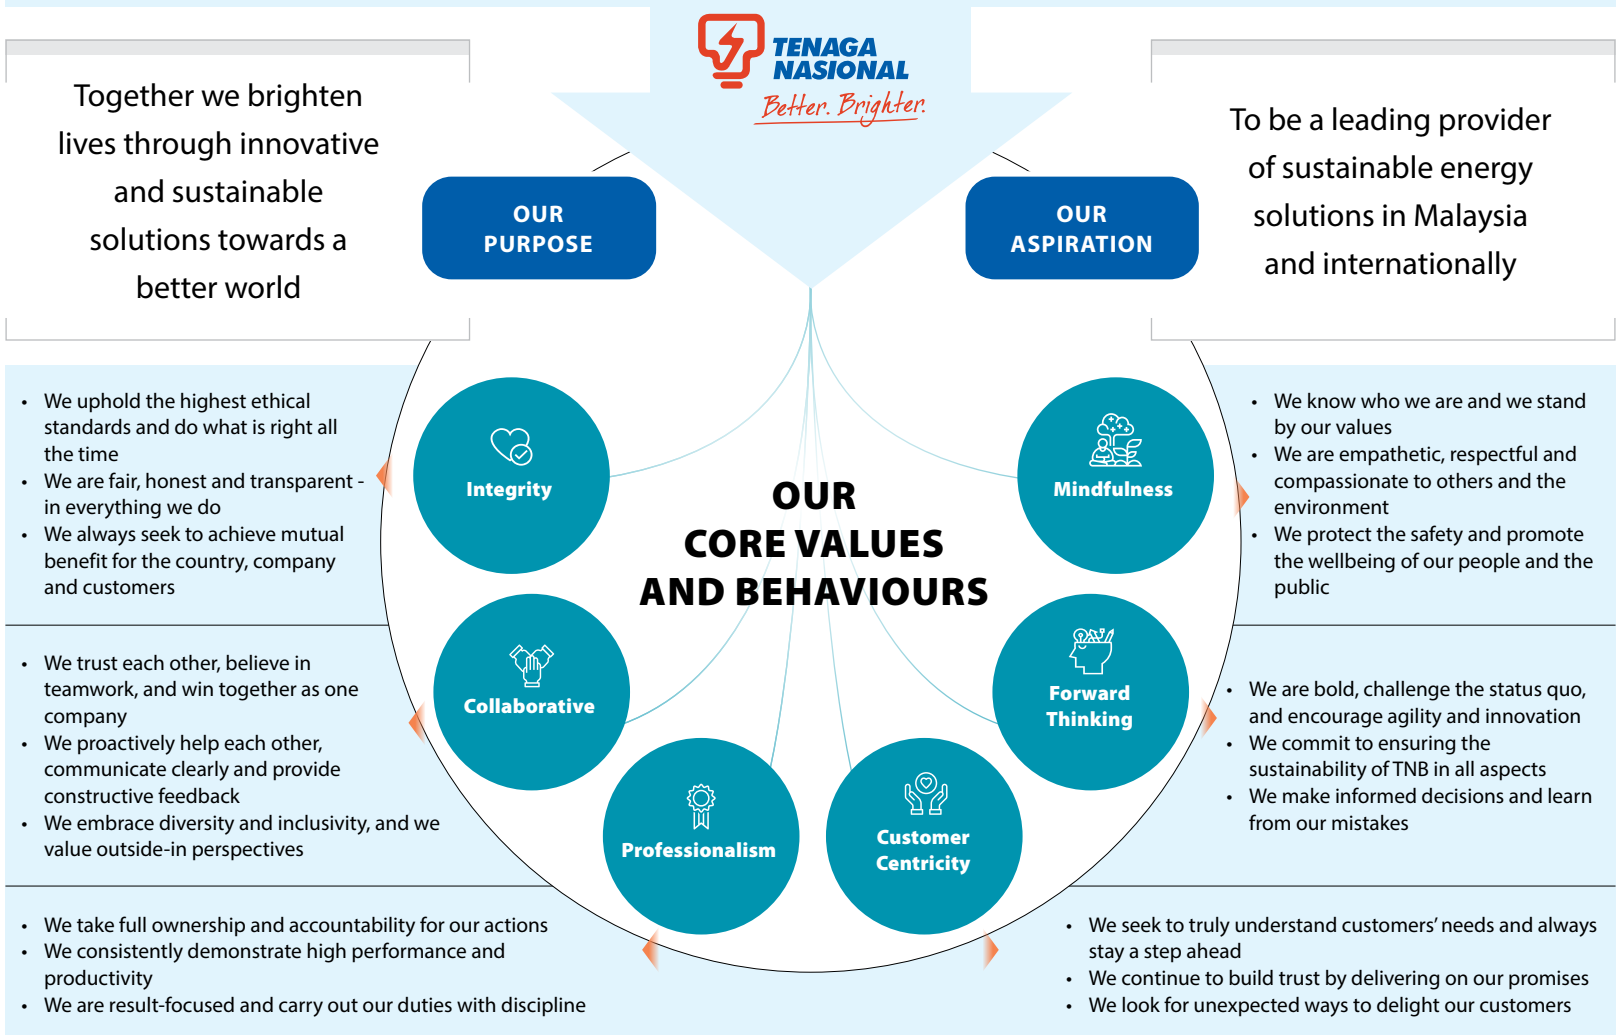 TENAGA
NASIONAL
Better. Brighter.
Together we brighten
lives through innovative
and sustainable
solutions towards a
better world
OUR
PURPOSE
OUR
ASPIRATION
To be a leading provider
of sustainable energy
solutions in Malaysia
and internationally
OUR
CORE VALUES
AND BEHAVIOURS
Integrity
• We uphold the highest ethical
standards and do what is right all
the time
• We are fair, honest and transparent -
in everything we do
• We always seek to achieve mutual
benefit for the country, company
and customers
Collaborative
• We trust each other, believe in
teamwork, and win together as one
company
• We proactively help each other,
communicate clearly and provide
constructive feedback
• We embrace diversity and inclusivity, and we
value outside-in perspectives
Professionalism
• We take full ownership and accountability for our actions
• We consistently demonstrate high performance and
productivity
• We are result-focused and carry out our duties with discipline
Customer
Centricity
• We seek to truly understand customers’ needs and always
stay a step ahead
• We continue to build trust by delivering on our promises
• We look for unexpected ways to delight our customers
Forward
Thinking
• We are bold, challenge the status quo,
and encourage agility and innovation
• We commit to ensuring the
sustainability of TNB in all aspects
• We make informed decisions and learn
from our mistakes
Mindfulness
• We know who we are and we stand
by our values
• We are empathetic, respectful and
compassionate to others and the
environment
• We protect the safety and promote
the wellbeing of our people and the
public